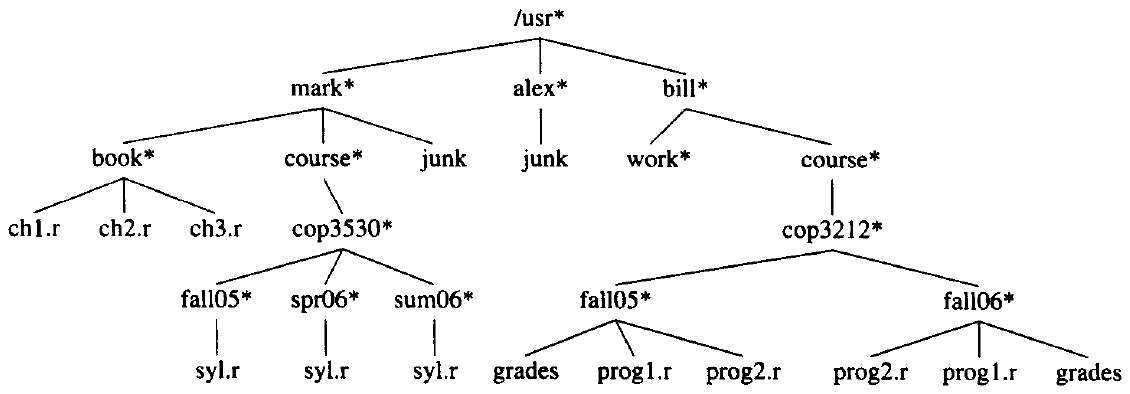 /usr*
mark* alex* bill*
book* course* junk junk work* course*
ch1.r ch2.r ch3.r cop3530* cop3212*
fall05* spr06* sum06* fall05* fall06*
syl.r syl.r syl.r grades prog1.r prog2.r prog2.r prog1.r grades